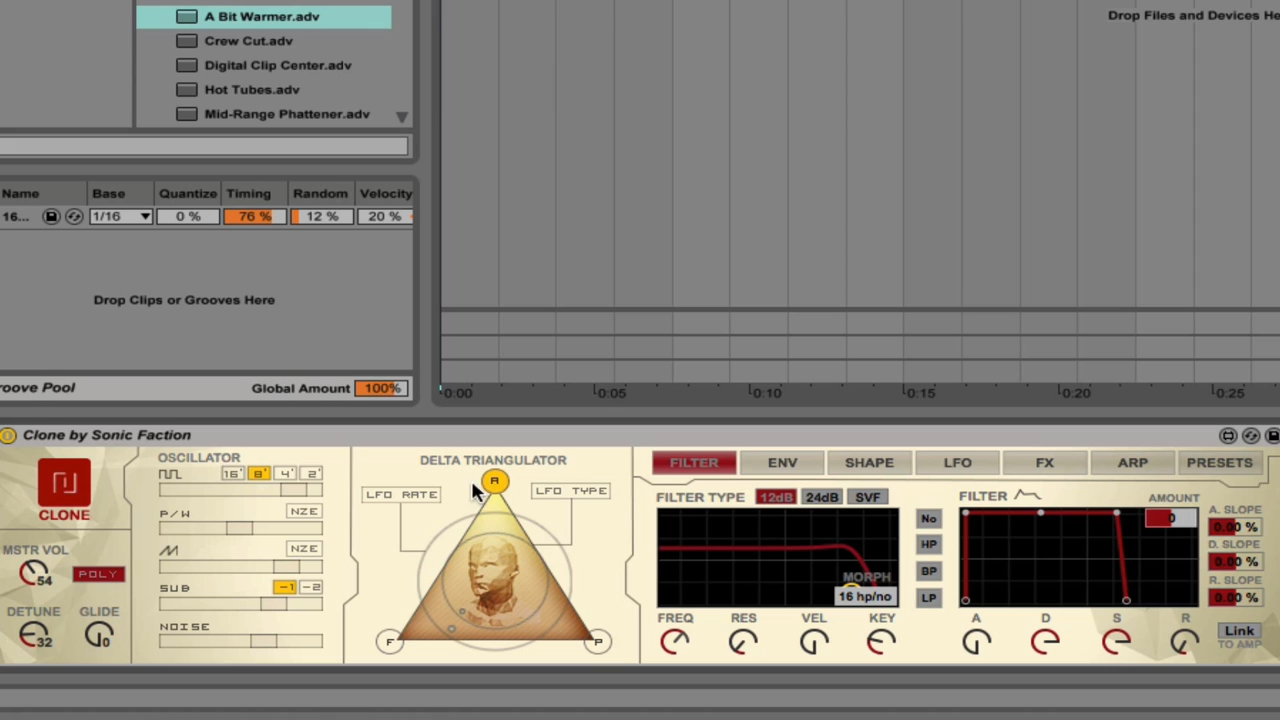 A Bit Warmer.adv
Crew Cut.adv
Digital Clip Center.adv
Hot Tubes.adv
Mid-Range Phattener.adv
Drop Files and Devices He
Name Base Quantize Timing Random Velocity
16... 1/16 0 % 76 % 12 % 20 %
Drop Clips or Grooves Here
roove Pool Global Amount 100%
0:00 0:05 0:10 0:15 0:20 0:25
Clone by Sonic Faction
CLONE
MSTR VOL
54
POLY
DETUNE GLIDE
32 0
OSCILLATOR
16' 8' 4' 2'
P/W NZE
NZE
SUB -1 -2
NOISE
DELTA TRIANGULATOR
LFO RATE A LFO TYPE
F P
FILTER ENV SHAPE LFO FX ARP PRESETS
FILTER TYPE 12dB 24dB SVF
No
HP
BP
LP
MORPH
16 hp/no
FREQ RES VEL KEY
FILTER AMOUNT
0
A. SLOPE
0.00 %
D. SLOPE
0.00 %
R. SLOPE
0.00 %
A D S R
Link
TO AMP